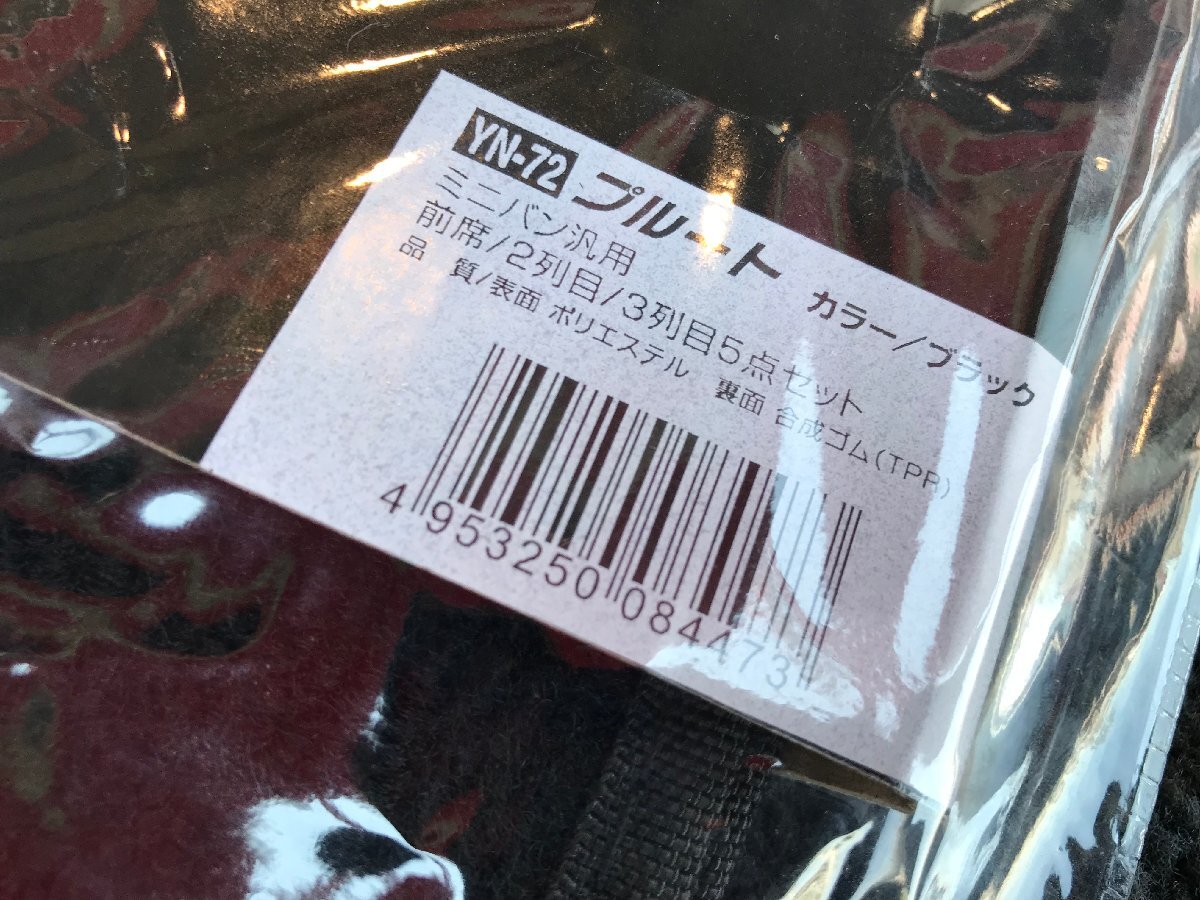 YN-72 プルート カラー/ブラック
ミニバン汎用
前席/2列目/3列目5点セット
品 質/表面 ポリエステル 裏面 合成ゴム(TPR)
4 953250 084473